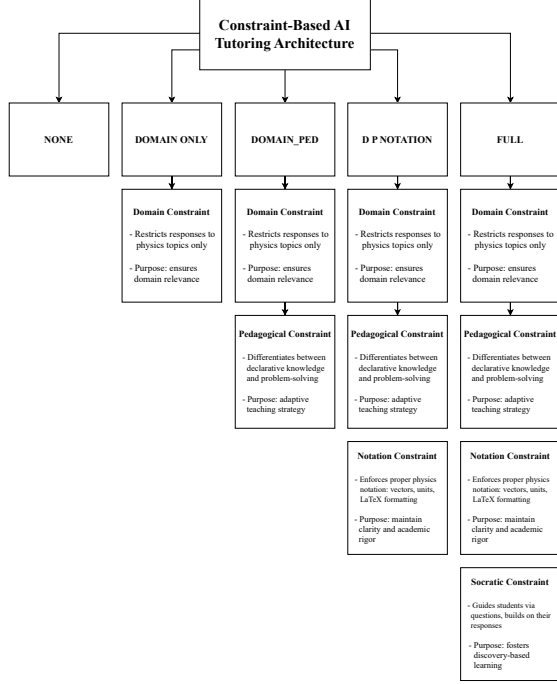 Constraint-Based AI
Tutoring Architecture
NONE
DOMAIN ONLY
DOMAIN_PED
D P NOTATION
FULL
Domain Constraint
- Restricts responses to
physics topics only
- Purpose: ensures
domain relevance
Domain Constraint
- Restricts responses to
physics topics only
- Purpose: ensures
domain relevance
Domain Constraint
- Restricts responses to
physics topics only
- Purpose: ensures
domain relevance
Domain Constraint
- Restricts responses to
physics topics only
- Purpose: ensures
domain relevance
Pedagogical Constraint
- Differentiates between
declarative knowledge
and problem-solving
- Purpose: adaptive
teaching strategy
Pedagogical Constraint
- Differentiates between
declarative knowledge
and problem-solving
- Purpose: adaptive
teaching strategy
Pedagogical Constraint
- Differentiates between
declarative knowledge
and problem-solving
- Purpose: adaptive
teaching strategy
Notation Constraint
- Enforces proper physics
notation: vectors, units,
LaTeX formatting
- Purpose: maintain
clarity and academic
rigor
Notation Constraint
- Enforces proper physics
notation: vectors, units,
LaTeX formatting
- Purpose: maintain
clarity and academic
rigor
Socratic Constraint
- Guides students via
questions, builds on their
responses
- Purpose: fosters
discovery-based
learning